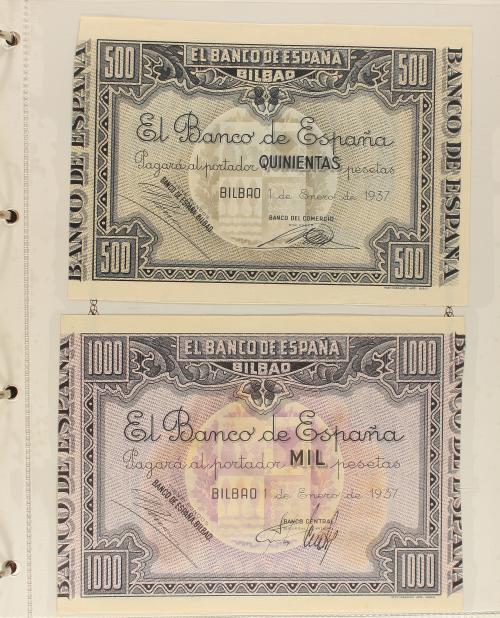 500 EL BANCO DE ESPAÑA 500
BILBAO
BANCO DE ESPAÑA
BANCO DE ESPAÑA
El Banco de España
Pagará al portador QUINIENTAS pesetas
BILBAO 1 de Enero de 1937
BANCO DE ESPAÑA-BILBAO
BANCO DEL COMERCIO
500 500
1000 EL BANCO DE ESPAÑA 1000
BILBAO
BANCO DE ESPAÑA
BANCO DE ESPAÑA
El Banco de España
Pagará al portador MIL pesetas
BILBAO 1 de Enero de 1937
BANCO DE ESPAÑA-BILBAO
BANCO CENTRAL
1000 1000